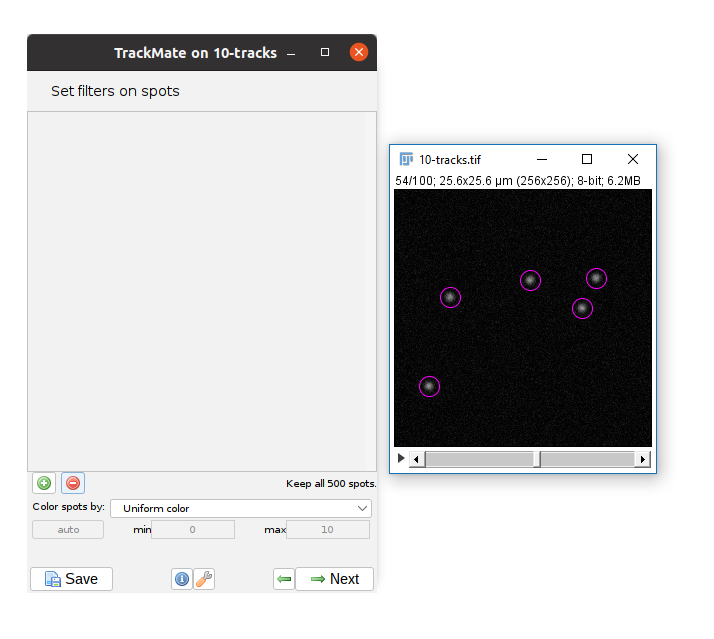 TrackMate on 10-tracks
Set filters on spots
Keep all 500 spots.
Color spots by: Uniform color
auto min 0 max 10
Save Next
10-tracks.tif
54/100; 25.6x25.6 µm (256x256); 8-bit; 6.2MB